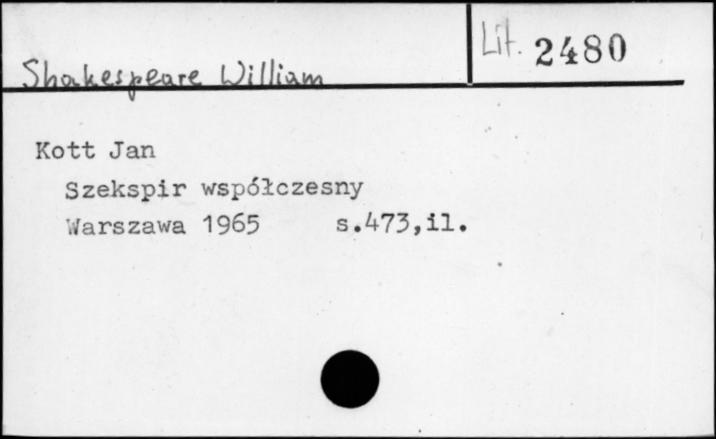 Shakespeare William
Lit. 2480
Kott Jan
Szekspir współczesny
Warszawa 1965 s.473,il.